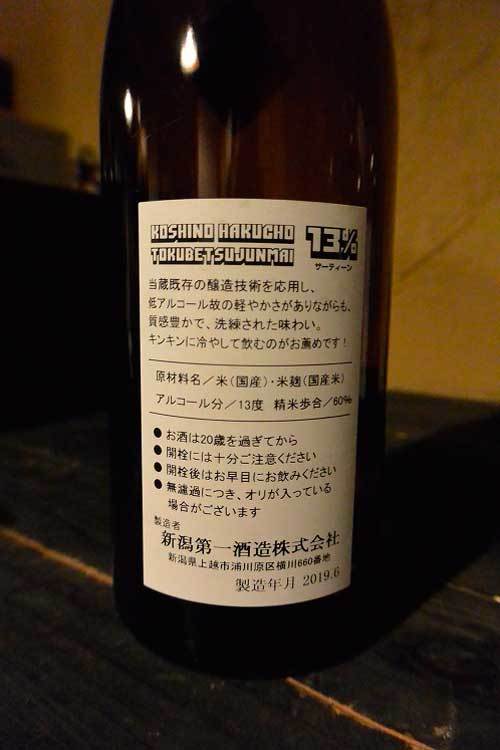 KOSHINO HAKUCHO
TOKUBETSUJUNMAI
13%
サーティーン
当蔵既存の醸造技術を応用し、
低アルコール故の軽やかさがありながらも、
質感豊かで、洗練された味わい。
キンキンに冷やして飲むのがお薦めです!
原材料名／米(国産)・米麹(国産米)
アルコール分／13度 精米歩合／60%
● お酒は20歳を過ぎてから
● 開栓には十分ご注意ください
● 開栓後はお早目にお飲みください
● 無濾過につき、オリが入っている
場合がございます
製造者
新潟第一酒造株式会社
新潟県上越市浦川原区横川660番地
製造年月 2019.6